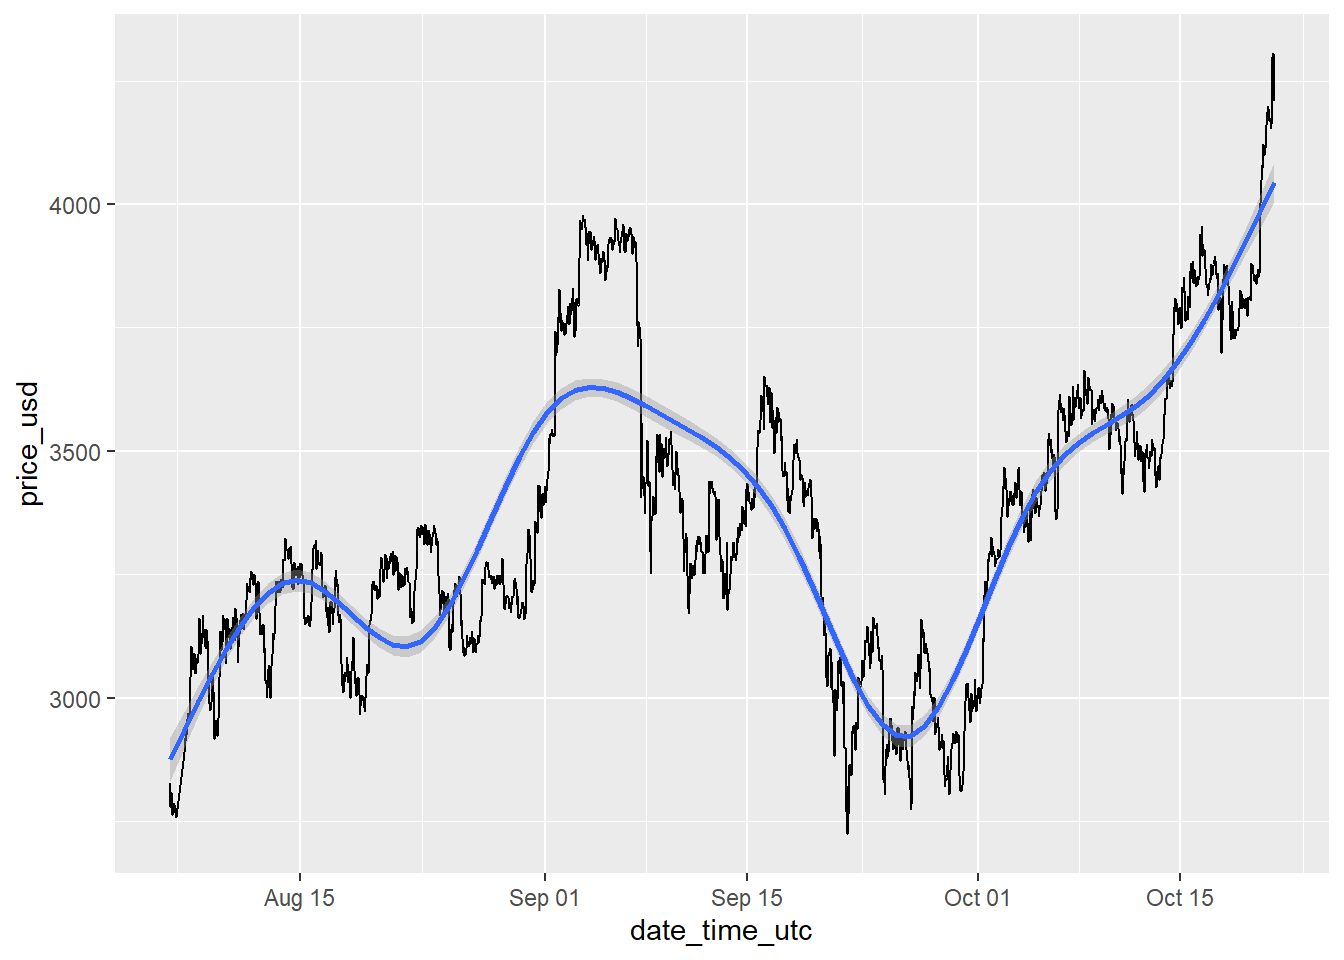 4000
3500
3000
price_usd
Aug 15
Sep 01
Sep 15
Oct 01
Oct 15
date_time_utc